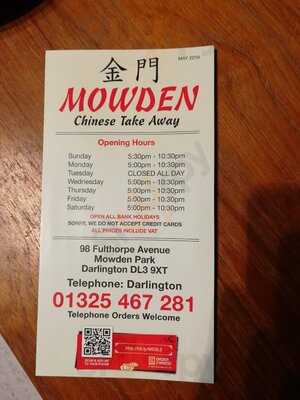 MAY 2019
金門
MOWDEN
Chinese Take Away
Opening Hours
Sunday 5:30pm - 10:30pm
Monday 5:00pm - 10:30pm
Tuesday CLOSED ALL DAY
Wednesday 5:00pm - 10:30pm
Thursday 5:00pm - 10:30pm
Friday 5:00pm - 10:30pm
Saturday 5:00pm - 10:30pm
OPEN ALL BANK HOLIDAYS
SORRY, WE DO NOT ACCEPT CREDIT CARDS
ALL PRICES INCLUDE VAT
98 Fulthorpe Avenue
Mowden Park
Darlington DL3 9XT
Telephone: Darlington
01325 467 281
Telephone Orders Welcome